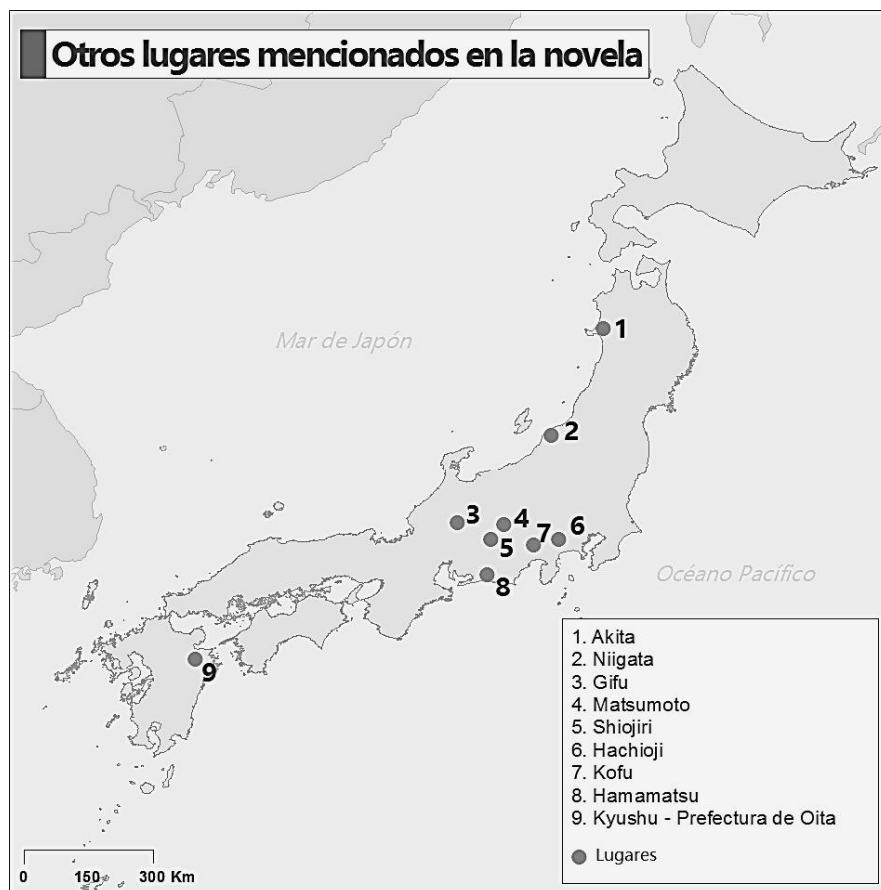 Otros lugares mencionados en la novela
1
Mar de Japón
2
3
4
6
7
5
Océano Pacífico
8
9
1. Akita
2. Niigata
3. Gifu
4. Matsumoto
5. Shiojiri
6. Hachioji
7. Kofu
8. Hamamatsu
9. Kyushu - Prefectura de Oita
Lugares
0 150 300 Km